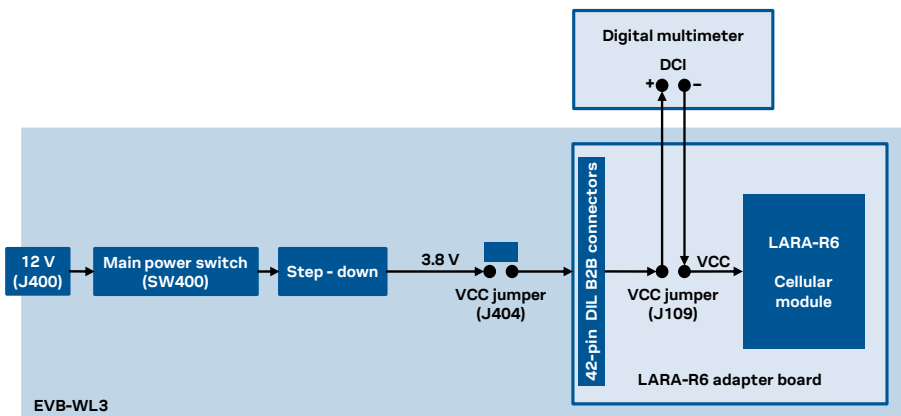 Digital multimeter
DCI
+ −
42-pin DIL B2B connectors
12 V
(J400)
Main power switch
(SW400)
Step - down
3.8 V
VCC jumper
(J404)
VCC jumper
(J109)
VCC
LARA-R6
Cellular
module
LARA-R6 adapter board
EVB-WL3